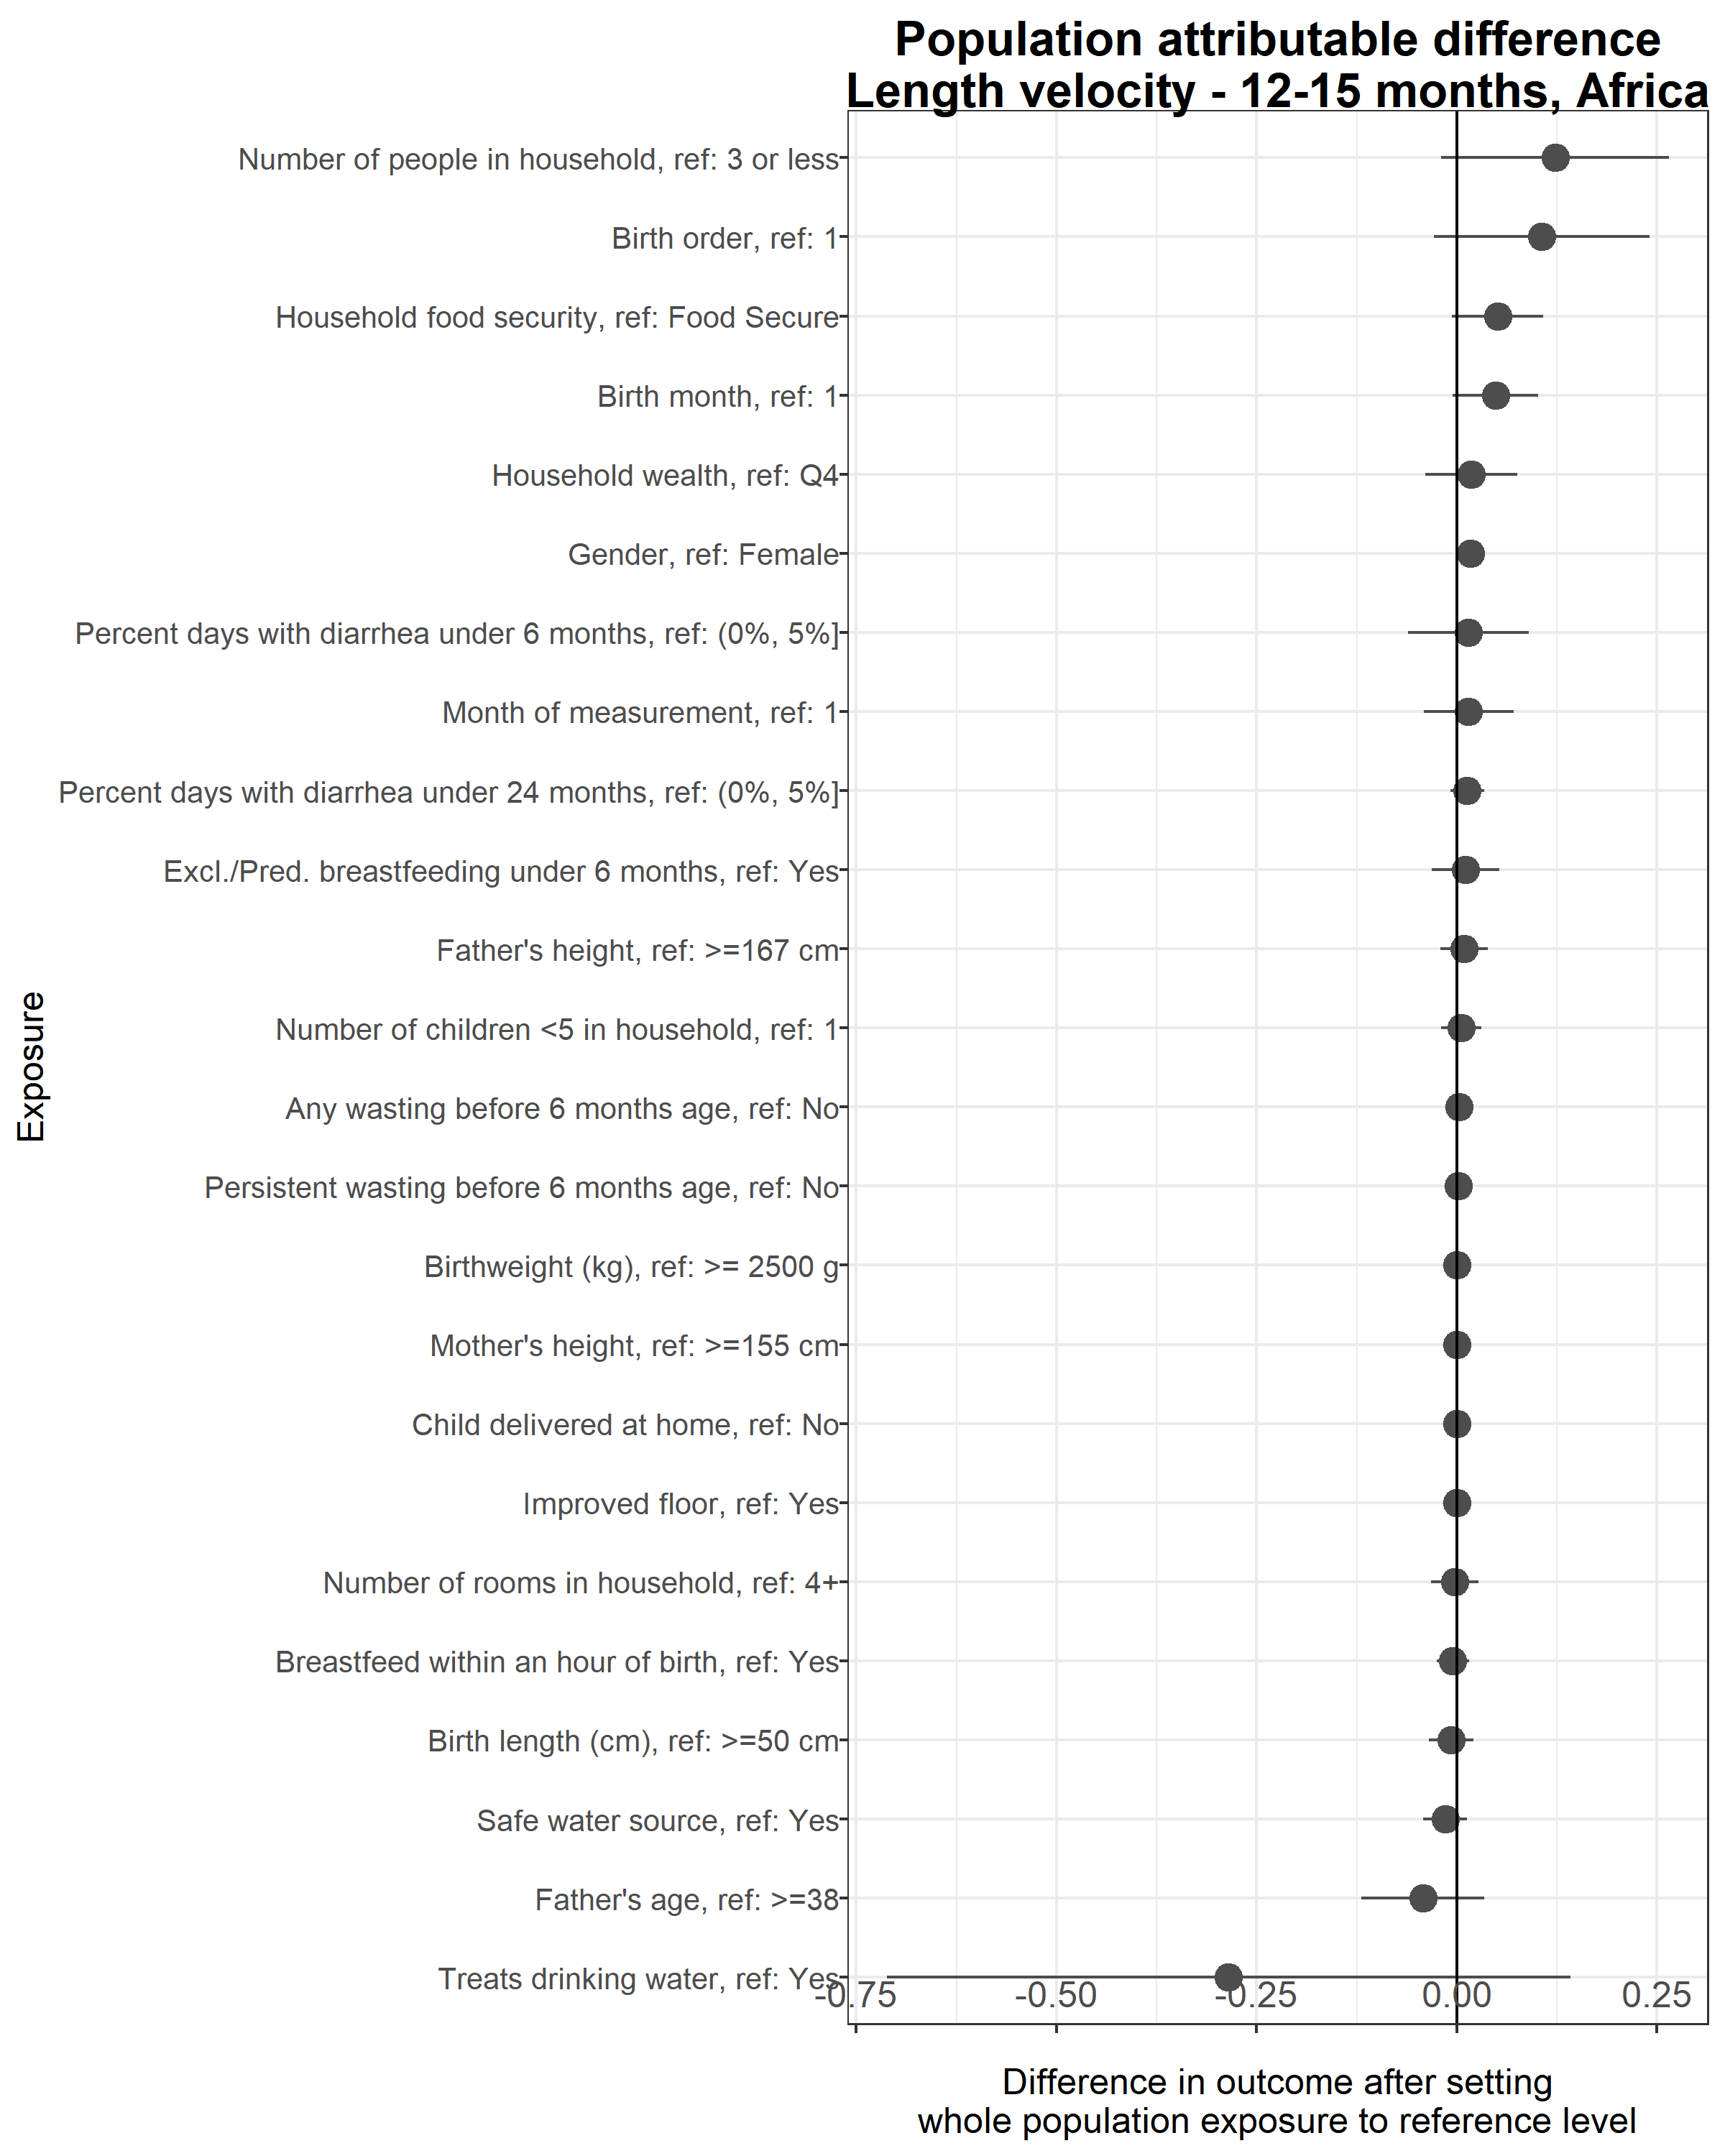 Population attributable difference
Length velocity - 12-15 months, Africa
Number of people in household, ref: 3 or less
Birth order, ref: 1
Household food security, ref: Food Secure
Birth month, ref: 1
Household wealth, ref: Q4
Gender, ref: Female
Percent days with diarrhea under 6 months, ref: (0%, 5%]
Month of measurement, ref: 1
Percent days with diarrhea under 24 months, ref: (0%, 5%]
Excl./Pred. breastfeeding under 6 months, ref: Yes
Father's height, ref: >=167 cm
Number of children <5 in household, ref: 1
Any wasting before 6 months age, ref: No
Persistent wasting before 6 months age, ref: No
Birthweight (kg), ref: >= 2500 g
Mother's height, ref: >=155 cm
Child delivered at home, ref: No
Improved floor, ref: Yes
Number of rooms in household, ref: 4+
Breastfeed within an hour of birth, ref: Yes
Birth length (cm), ref: >=50 cm
Safe water source, ref: Yes
Father's age, ref: >=38
Treats drinking water, ref: Yes
Exposure
-0.75 -0.50 -0.25 0.00 0.25
Difference in outcome after setting
whole population exposure to reference level